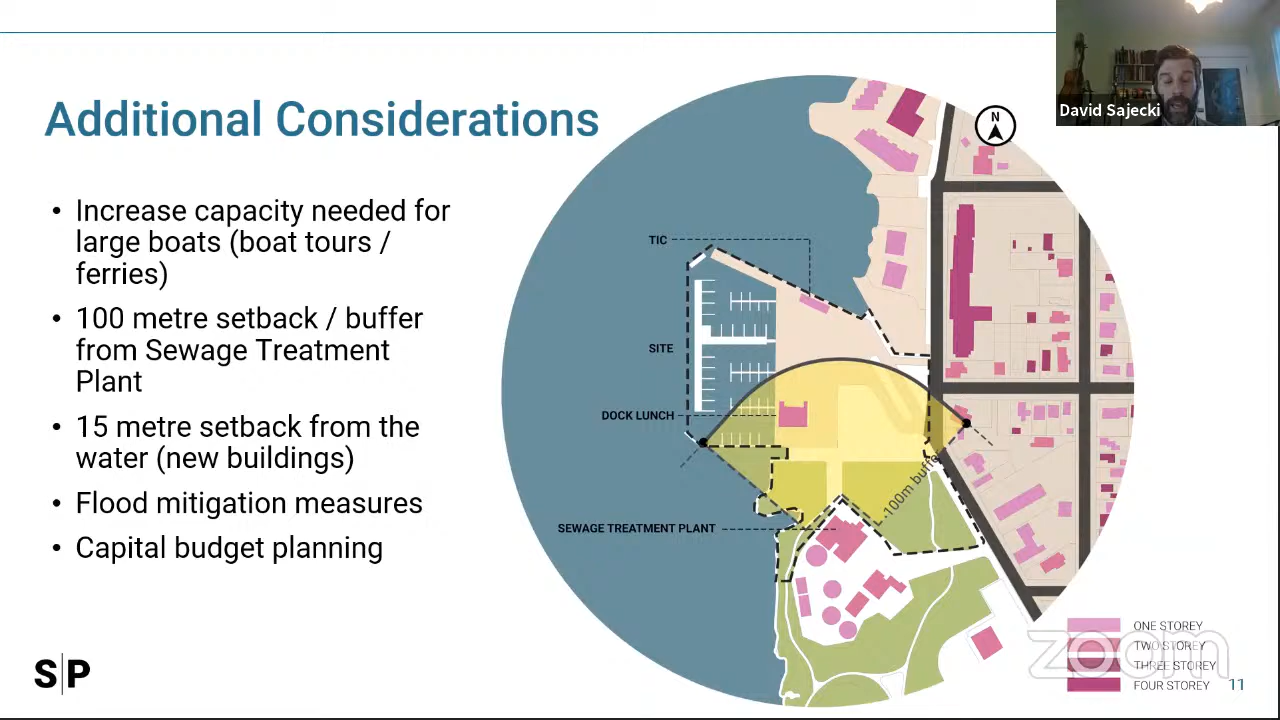 David Sajecki
Additional Considerations
N
• Increase capacity needed for
large boats (boat tours /
ferries)
• 100 metre setback / buffer
from Sewage Treatment
Plant
• 15 metre setback from the
water (new buildings)
• Flood mitigation measures
• Capital budget planning
TIC
SITE
DOCK LUNCH
100m buffer
SEWAGE TREATMENT PLANT
ONE STOREY
TWO STOREY
THREE STOREY
FOUR STOREY
zoom
S|P
11